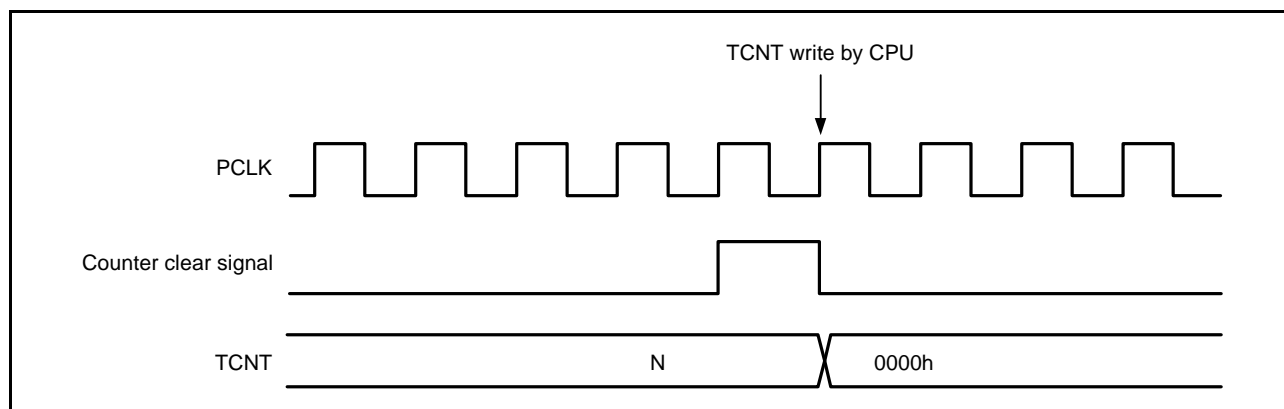 TCNT write by CPU
PCLK
Counter clear signal
TCNT
N
0000h